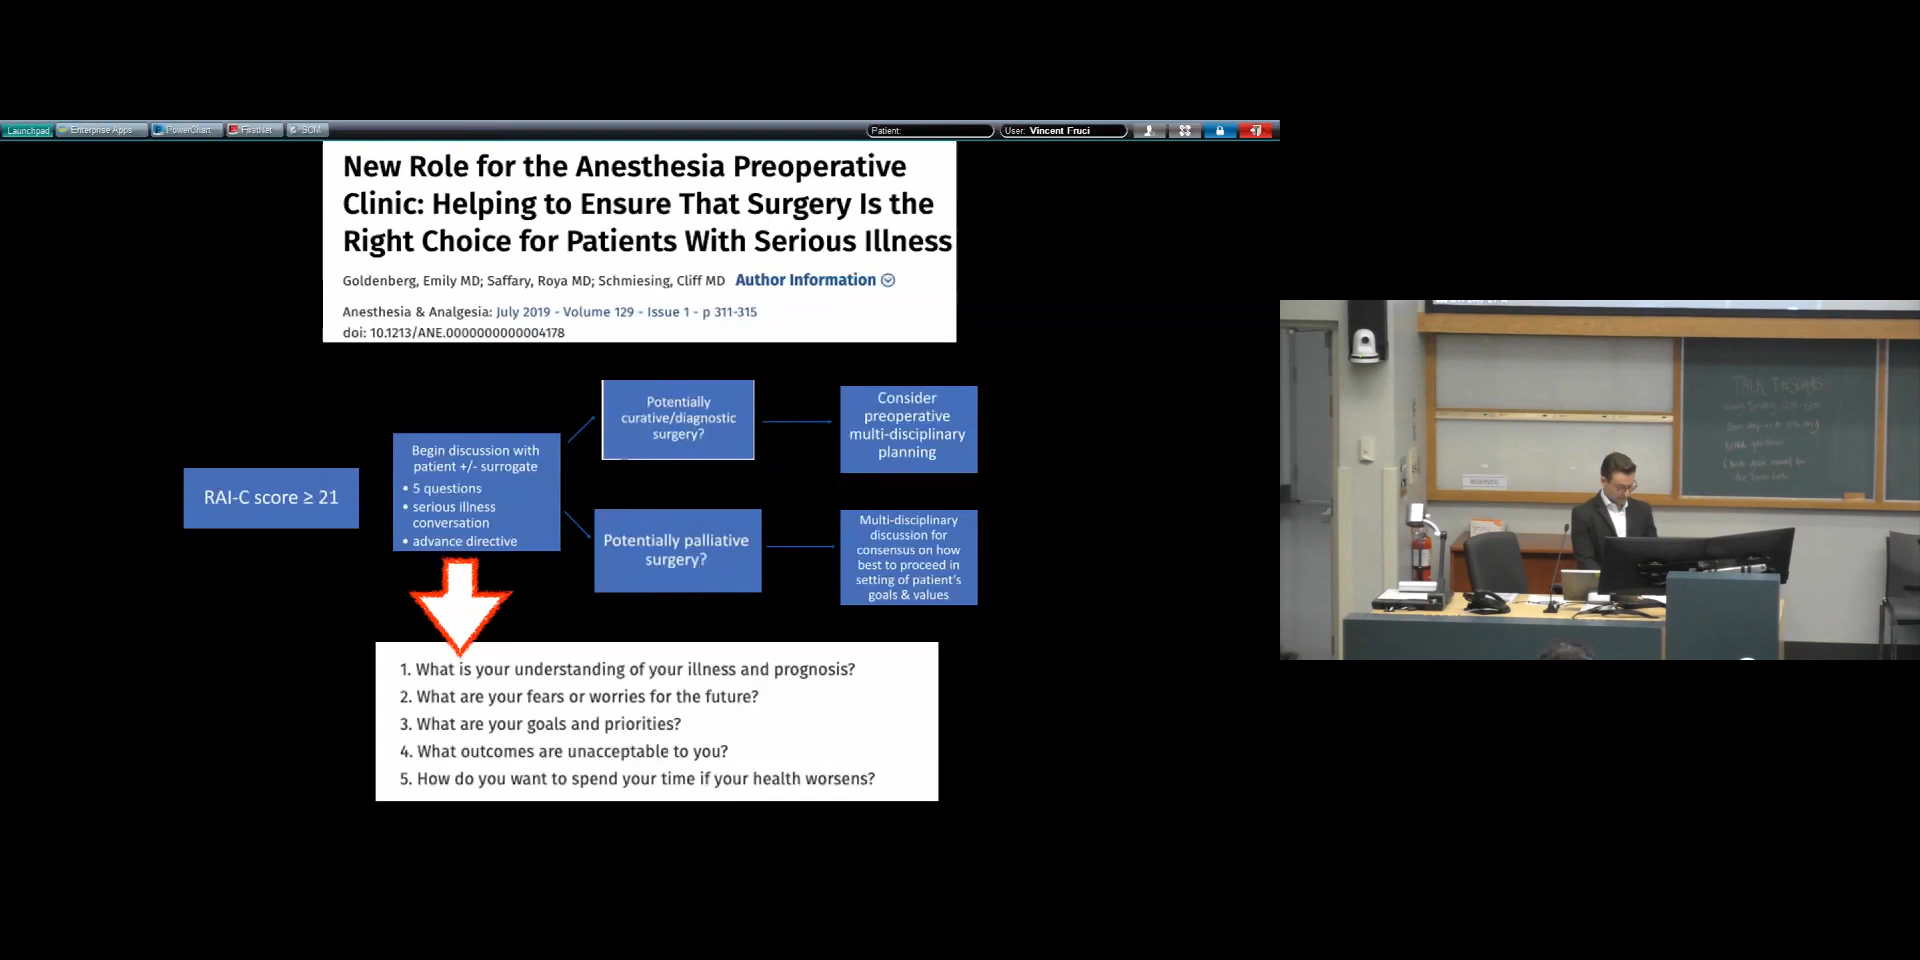 Launchpad
Enterprise Apps
PowerChart
FirstNet
SCM
Patient:
User: Vincent Fruci
New Role for the Anesthesia Preoperative
Clinic: Helping to Ensure That Surgery Is the
Right Choice for Patients With Serious Illness
Goldenberg, Emily MD; Saffary, Roya MD; Schmiesing, Cliff MD Author Information
Anesthesia & Analgesia: July 2019 - Volume 129 - Issue 1 - p 311-315
doi: 10.1213/ANE.0000000000004178
RAI-C score ≥ 21
Begin discussion with
patient +/- surrogate
• 5 questions
• serious illness
conversation
• advance directive
Potentially
curative/diagnostic
surgery?
Consider
preoperative
multi-disciplinary
planning
Potentially palliative
surgery?
Multi-disciplinary
discussion for
consensus on how
best to proceed in
setting of patient's
goals & values
1. What is your understanding of your illness and prognosis?
2. What are your fears or worries for the future?
3. What are your goals and priorities?
4. What outcomes are unacceptable to you?
5. How do you want to spend your time if your health worsens?
TALK TUESDAYS
RESERVED